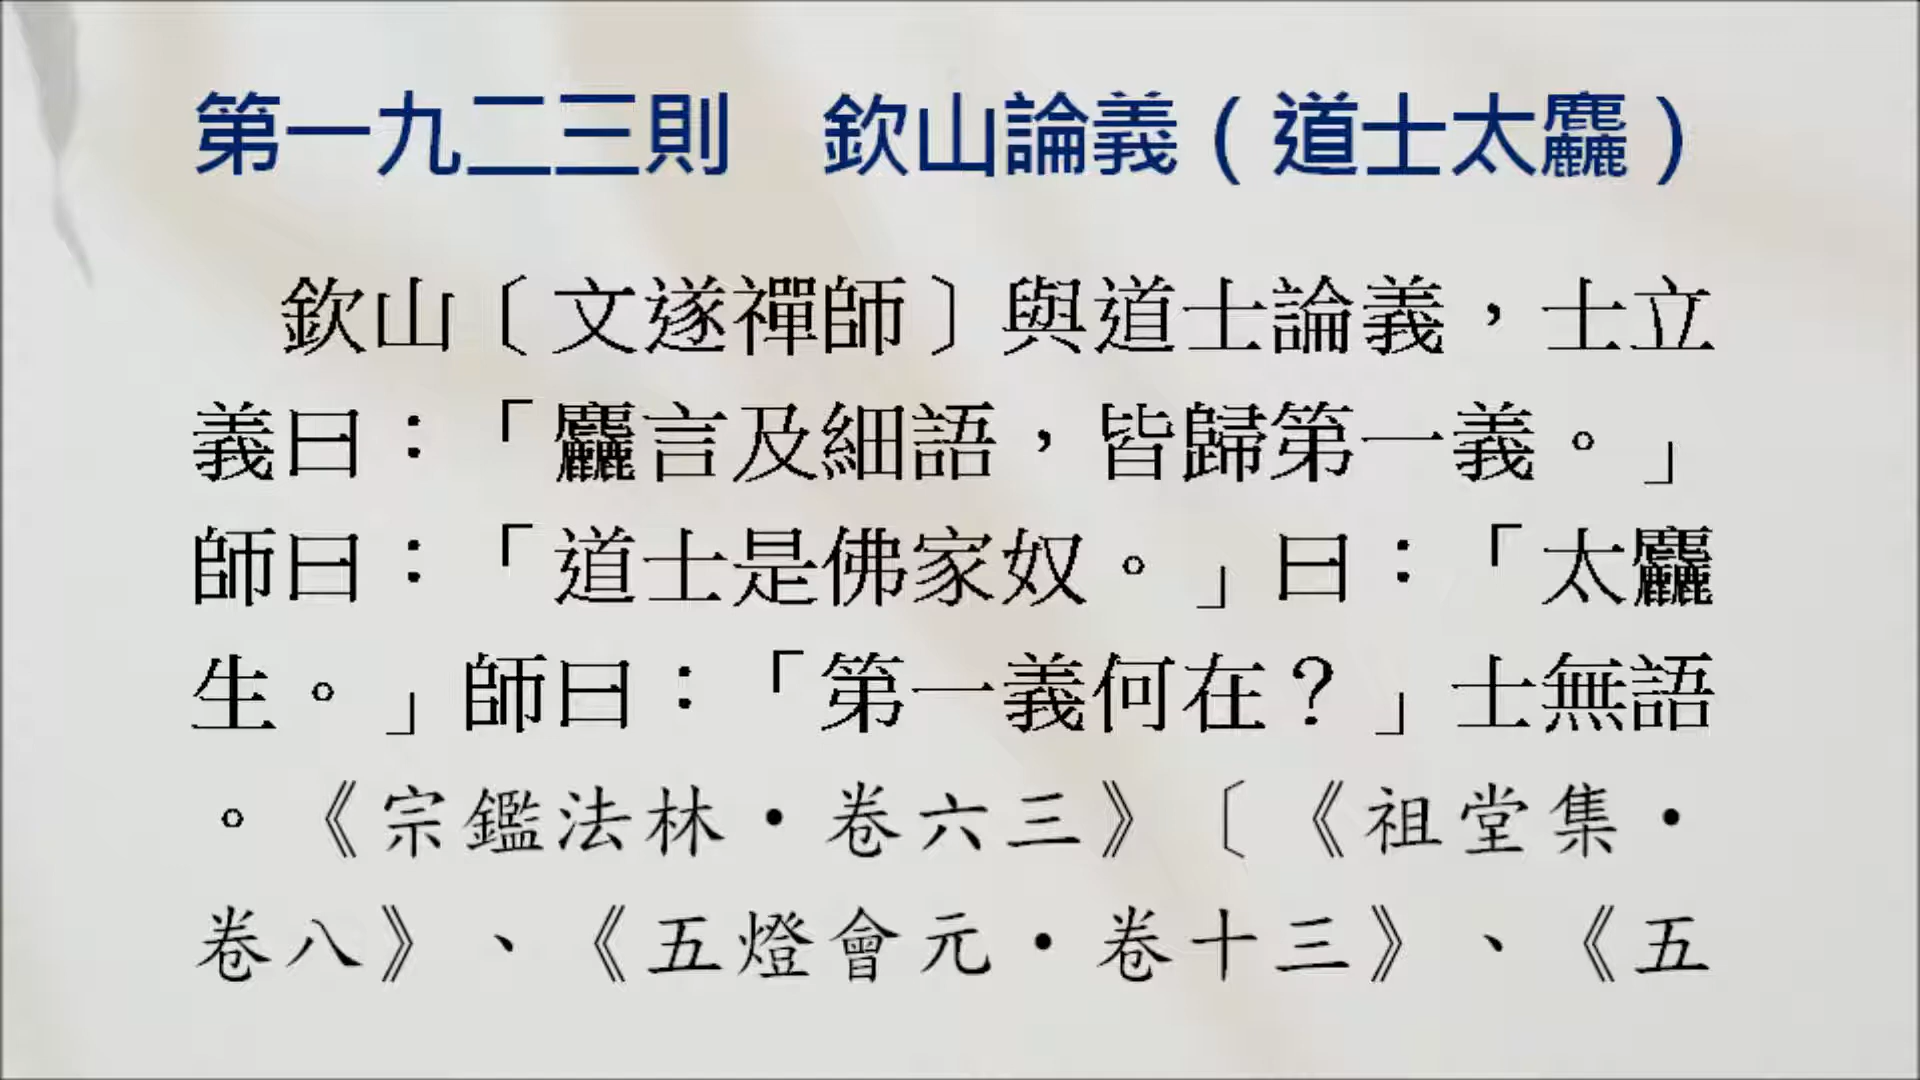 第一九二三則　欽山論義（道士太麤）
欽山〔文遂禪師〕與道士論義，士立
義曰：「麤言及細語，皆歸第一義。」
師曰：「道士是佛家奴。」曰：「太麤
生。」師曰：「第一義何在？」士無語
。《宗鑑法林·卷六三》〔《祖堂集·
卷八》、《五燈會元·卷十三》、《五